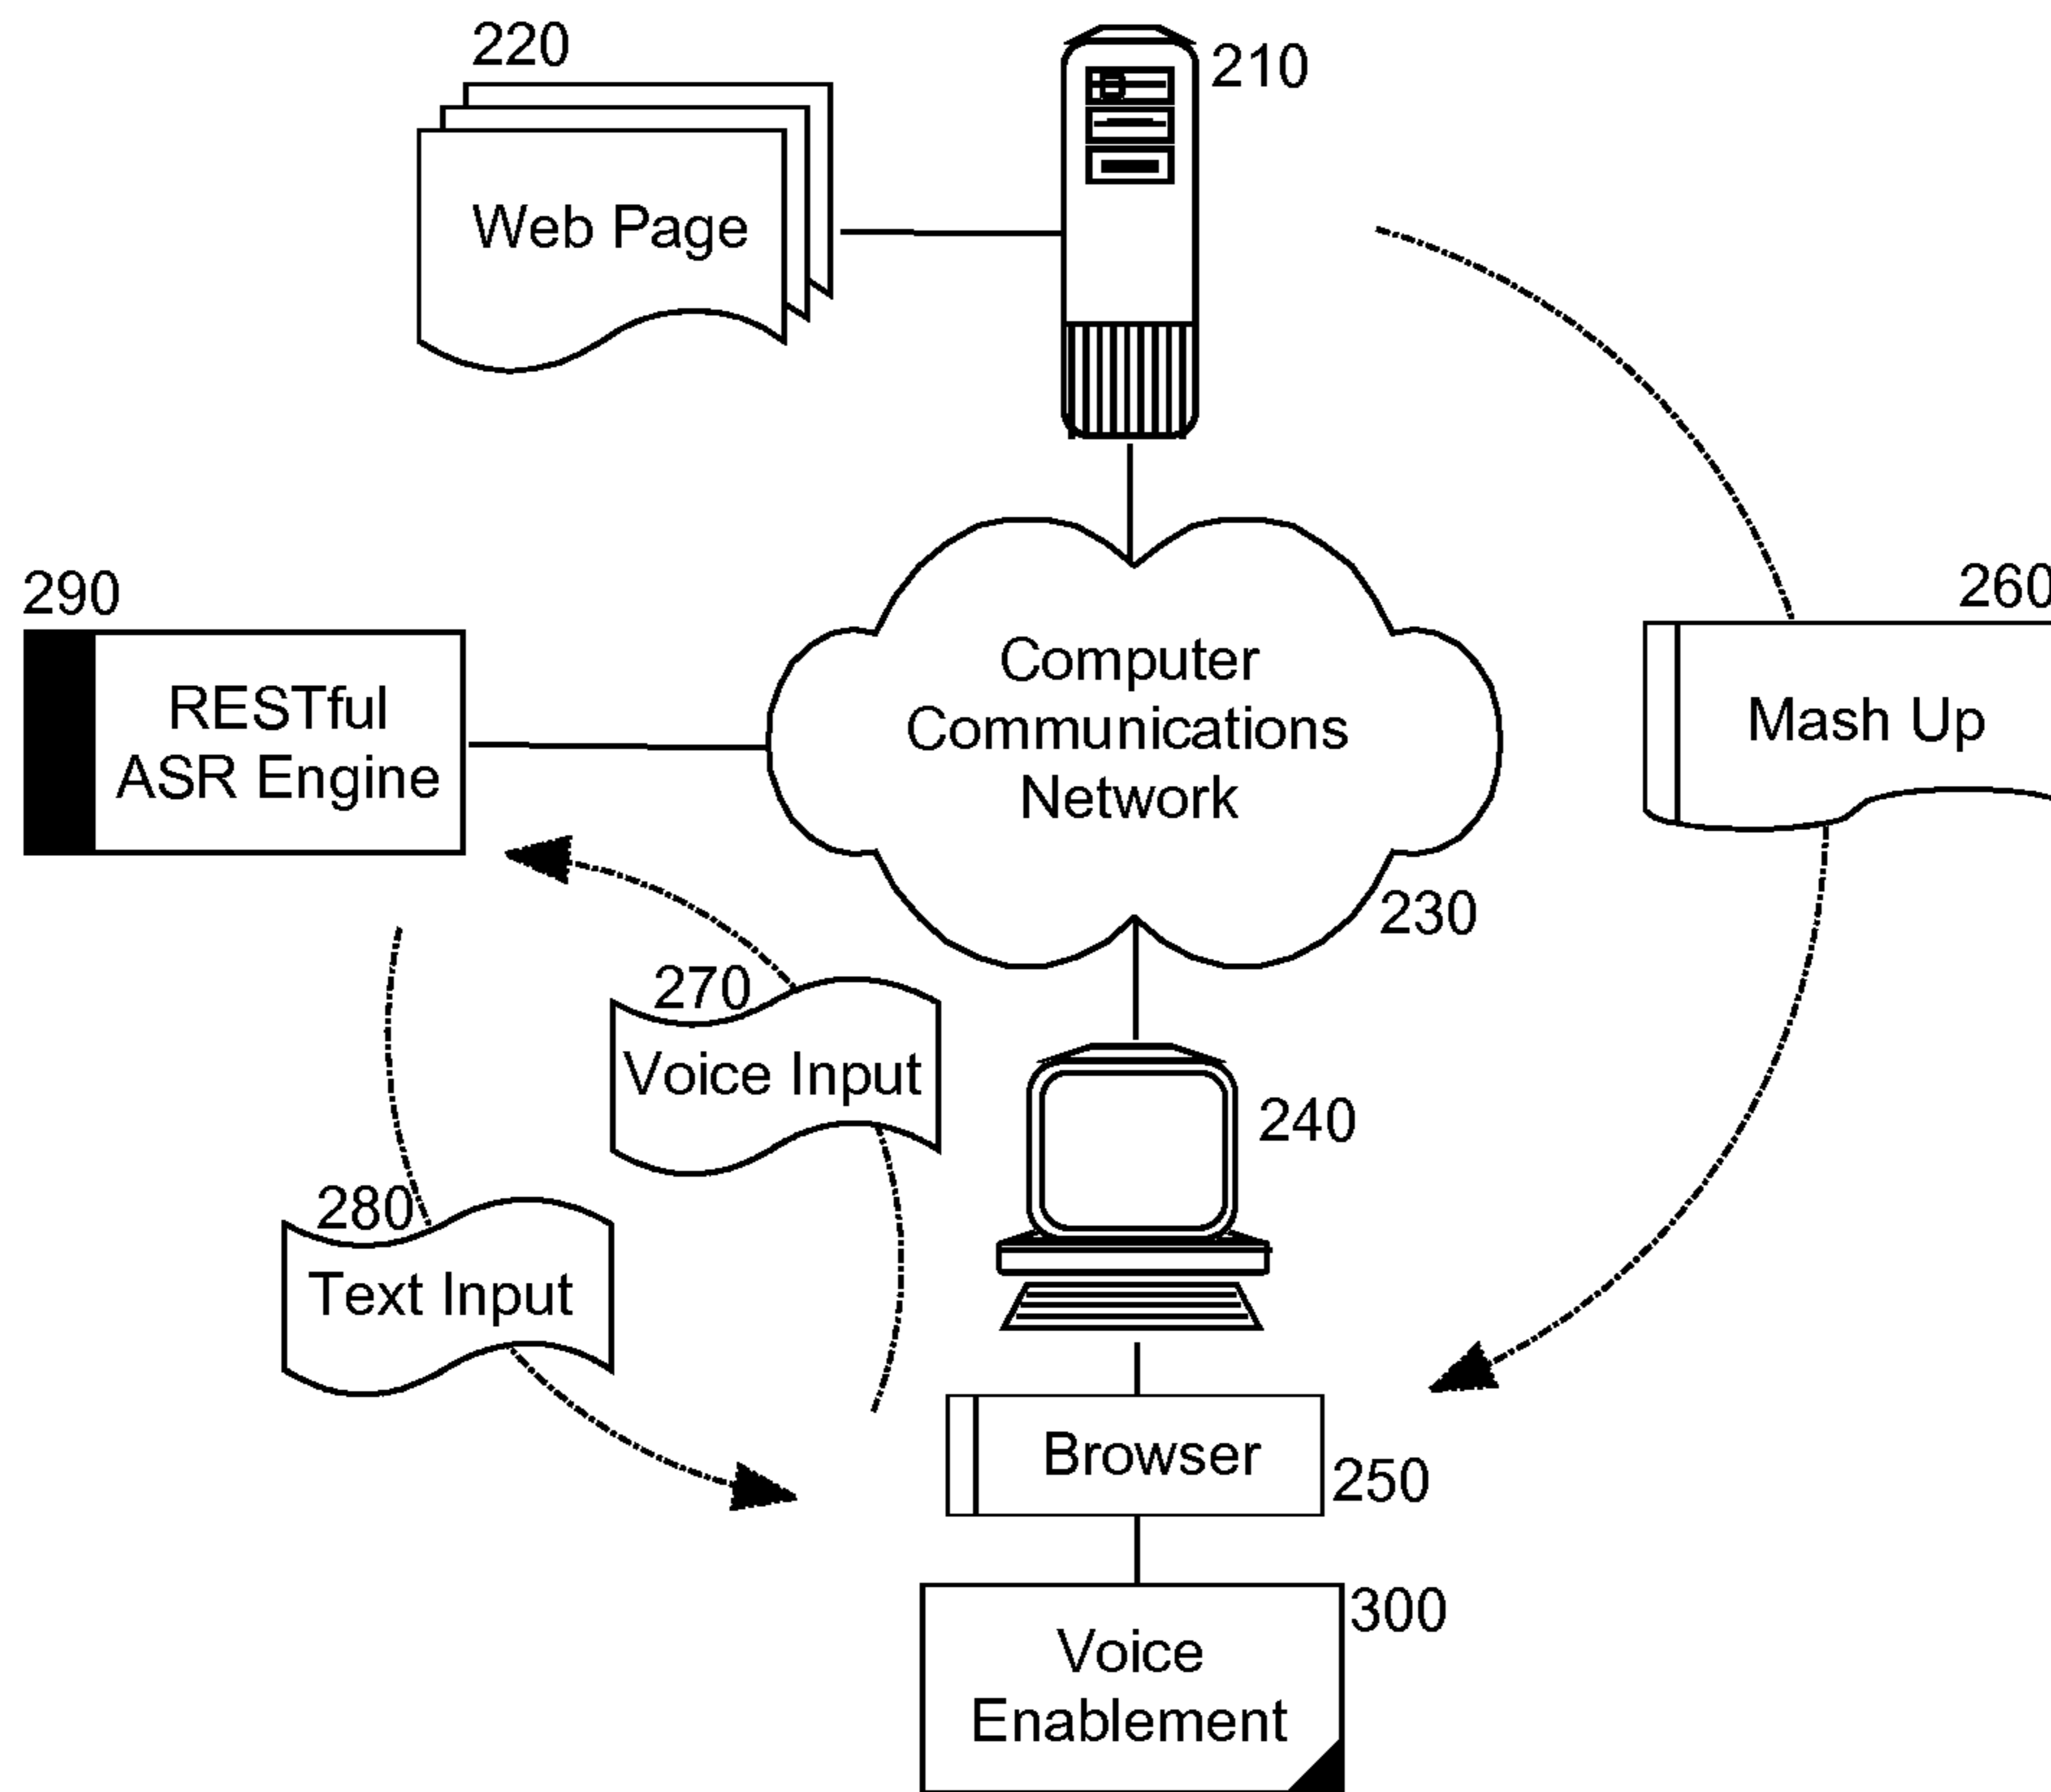 220
210
Web Page
290
260
RESTful
ASR Engine
Computer
Communications
Network
Mash Up
230
270
Voice Input
240
280
Text Input
Browser
250
300
Voice
Enablement